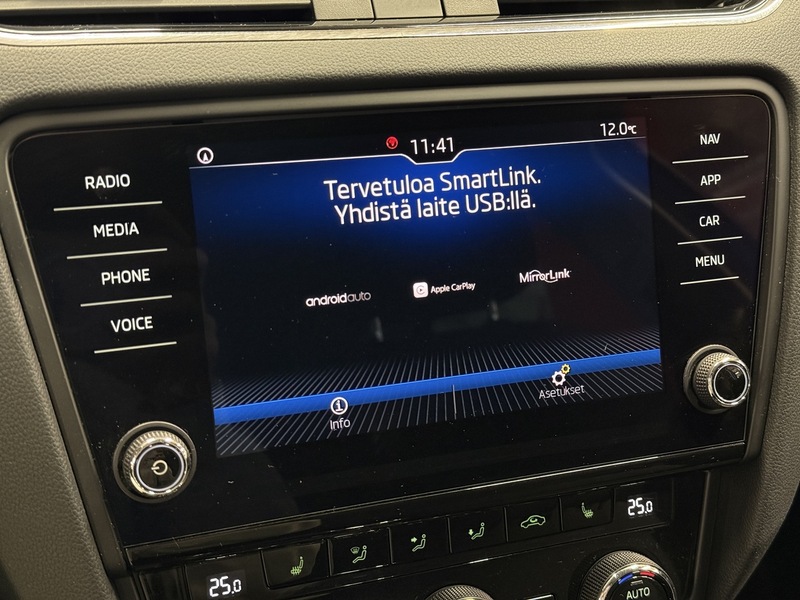 11:41
12.0°C
Tervetuloa SmartLink.
Yhdistä laite USB:llä.
androidauto
Apple CarPlay
MirrorLink
Info
Asetukset
RADIO
MEDIA
PHONE
VOICE
NAV
APP
CAR
MENU
25.0
25.0
AUTO